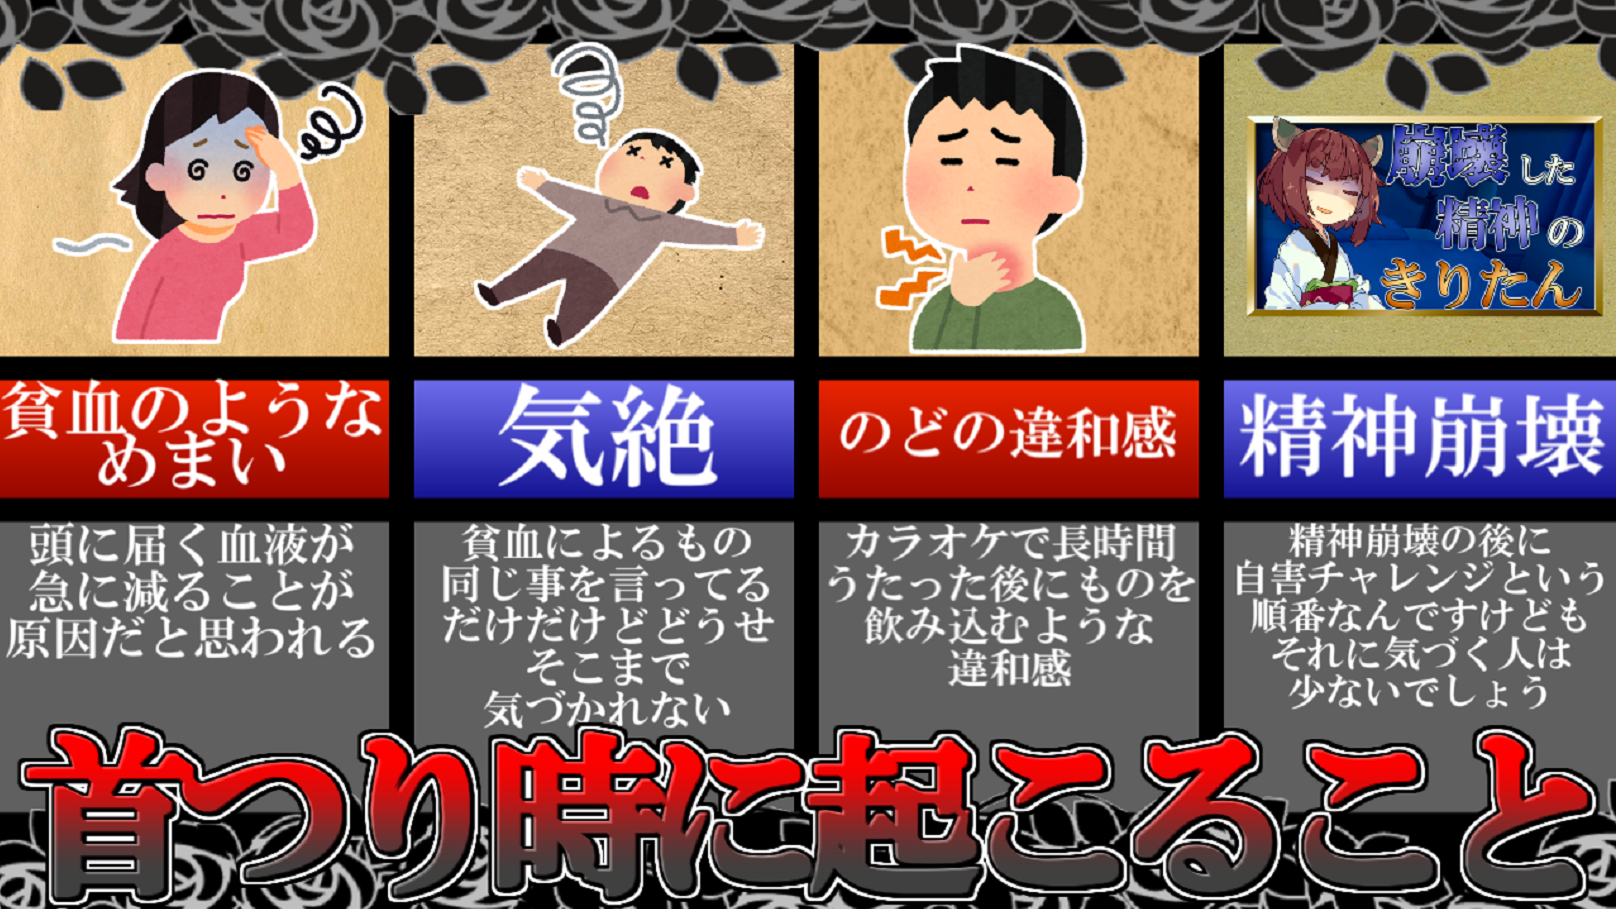 崩壊した
精神の
きりたん
貧血のような
めまい
気絶
のどの違和感
精神崩壊
頭に届く血液が
急に減ることが
原因だと思われる
貧血によるもの
同じ事を言ってる
だけだけどどうせ
そこまで
気づかれない
カラオケで長時間
うたった後にものを
飲み込むような
違和感
精神崩壊の後に
自害チャレンジという
順番なんですけども
それに気づく人は
少ないでしょう
首つり時に起こること